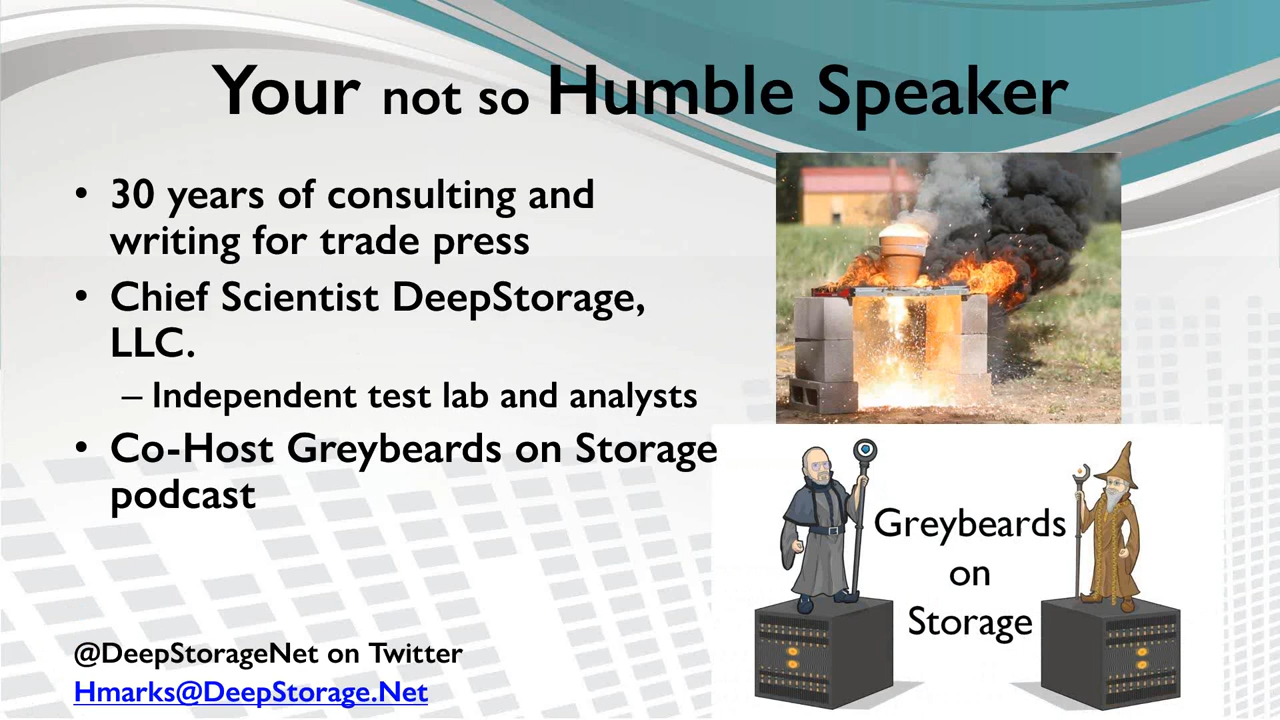 Your not so Humble Speaker
• 30 years of consulting and
writing for trade press
• Chief Scientist DeepStorage,
LLC.
– Independent test lab and analysts
• Co-Host Greybeards on Storage
podcast
Greybeards
on
Storage
@DeepStorageNet on Twitter
Hmarks@DeepStorage.Net